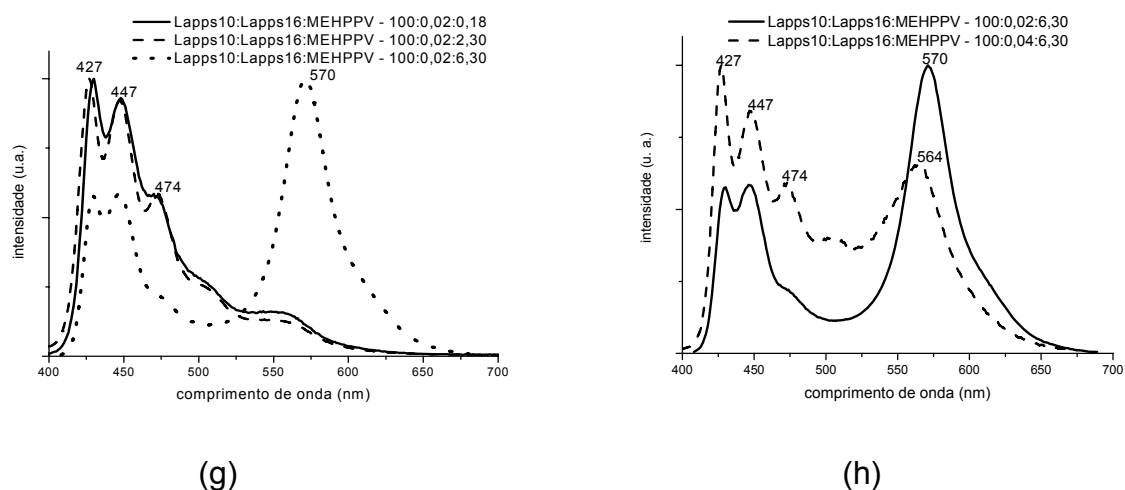 Lapps10:Lapps16:MEHPPV - 100:0,02:0,18
Lapps10:Lapps16:MEHPPV - 100:0,02:2,30
Lapps10:Lapps16:MEHPPV - 100:0,02:6,30
427
447
474
570
intensidade (u.a.)
400 450 500 550 600 650 700
comprimento de onda (nm)
(g)
Lapps10:Lapps16:MEHPPV - 100:0,02:6,30
Lapps10:Lapps16:MEHPPV - 100:0,04:6,30
427
447
474
570
564
intensidade (u. a.)
400 450 500 550 600 650 700
comprimento de onda (nm)
(h)